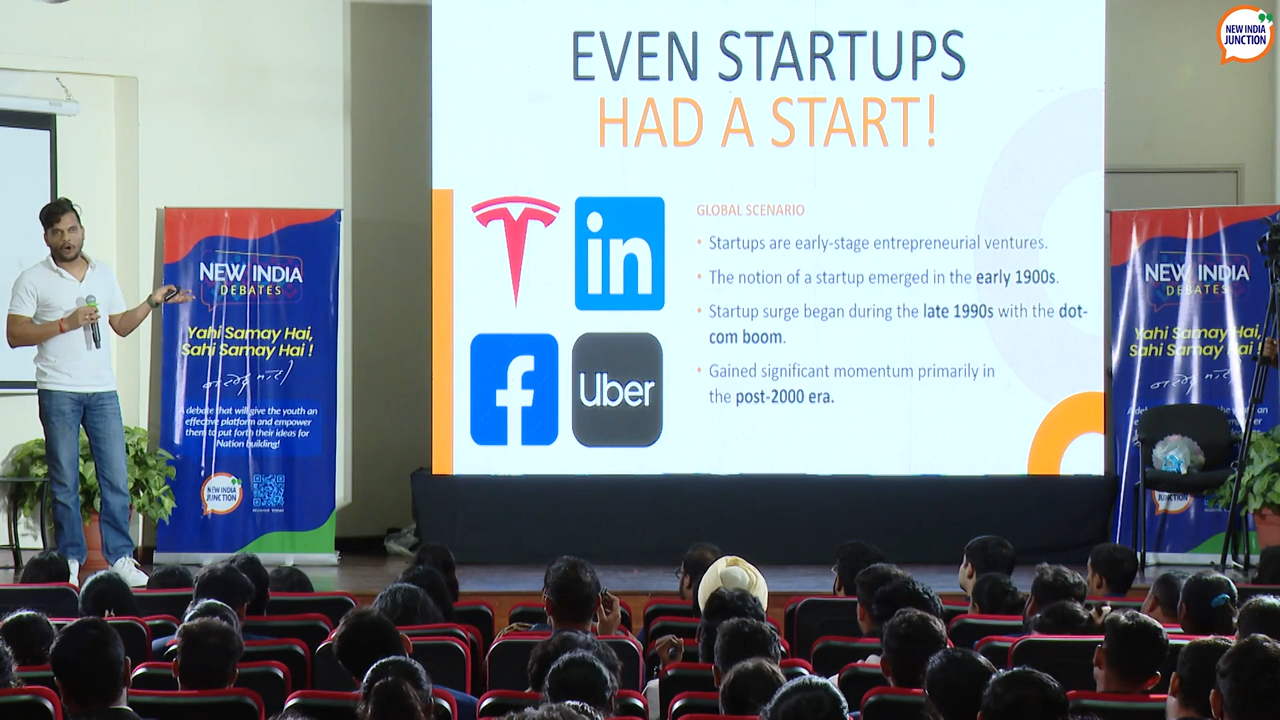 NEW INDIA
JUNCTION
EVEN STARTUPS
HAD A START!
in
f
Uber
GLOBAL SCENARIO
• Startups are early-stage entrepreneurial ventures.
• The notion of a startup emerged in the early 1900s.
• Startup surge began during the late 1990s with the dot-
com boom.
• Gained significant momentum primarily in
the post-2000 era.
NEW INDIA
DEBATES
Yahi Samay Hai,
Sahi Samay Hai !
A debate that will give the youth an
effective platform and empower
them to put forth their ideas for
Nation building!
NEW INDIA
JUNCTION
NEW INDIA
DEBATES
Yahi Samay Hai,
Sahi Samay Hai !
JUNCTION